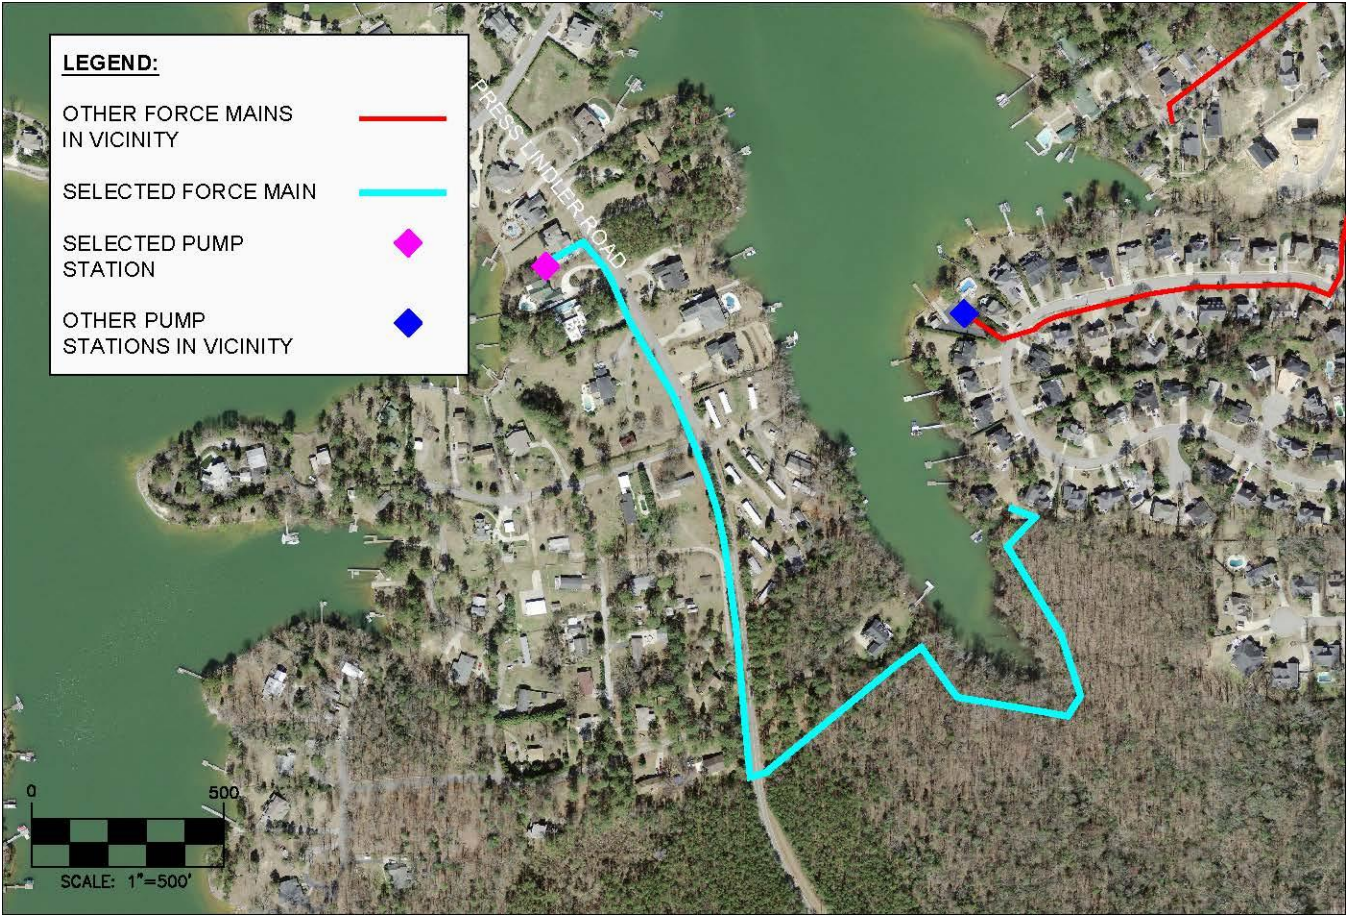 LEGEND:
OTHER FORCE MAINS
IN VICINITY
SELECTED FORCE MAIN
SELECTED PUMP
STATION
OTHER PUMP
STATIONS IN VICINITY
PRESS LINDLER ROAD
0 500
SCALE: 1"=500'